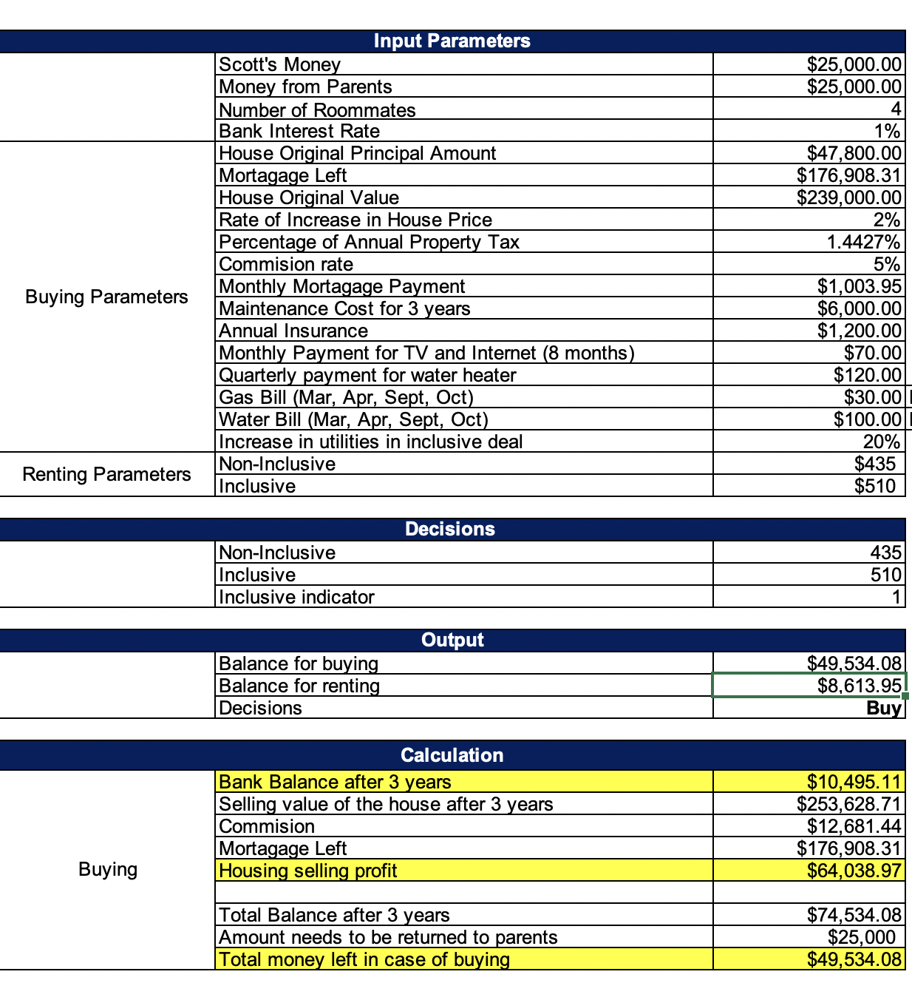 Input Parameters
Scott's Money $25,000.00
Money from Parents $25,000.00
Number of Roommates 4
Bank Interest Rate 1%
House Original Principal Amount $47,800.00
Mortagage Left $176,908.31
House Original Value $239,000.00
Rate of Increase in House Price 2%
Percentage of Annual Property Tax 1.4427%
Commision rate 5%
Monthly Mortagage Payment $1,003.95
Buying Parameters
Maintenance Cost for 3 years $6,000.00
Annual Insurance $1,200.00
Monthly Payment for TV and Internet (8 months) $70.00
Quarterly payment for water heater $120.00
Gas Bill (Mar, Apr, Sept, Oct) $30.00
Water Bill (Mar, Apr, Sept, Oct) $100.00
Increase in utilities in inclusive deal 20%
Renting Parameters
Non-Inclusive $435
Inclusive $510
Decisions
Non-Inclusive 435
Inclusive 510
Inclusive indicator 1
Output
Balance for buying $49,534.08
Balance for renting $8,613.95
Decisions Buy
Calculation
Bank Balance after 3 years $10,495.11
Selling value of the house after 3 years $253,628.71
Commision $12,681.44
Mortagage Left $176,908.31
Buying
Housing selling profit $64,038.97
Total Balance after 3 years $74,534.08
Amount needs to be returned to parents $25,000
Total money left in case of buying $49,534.08